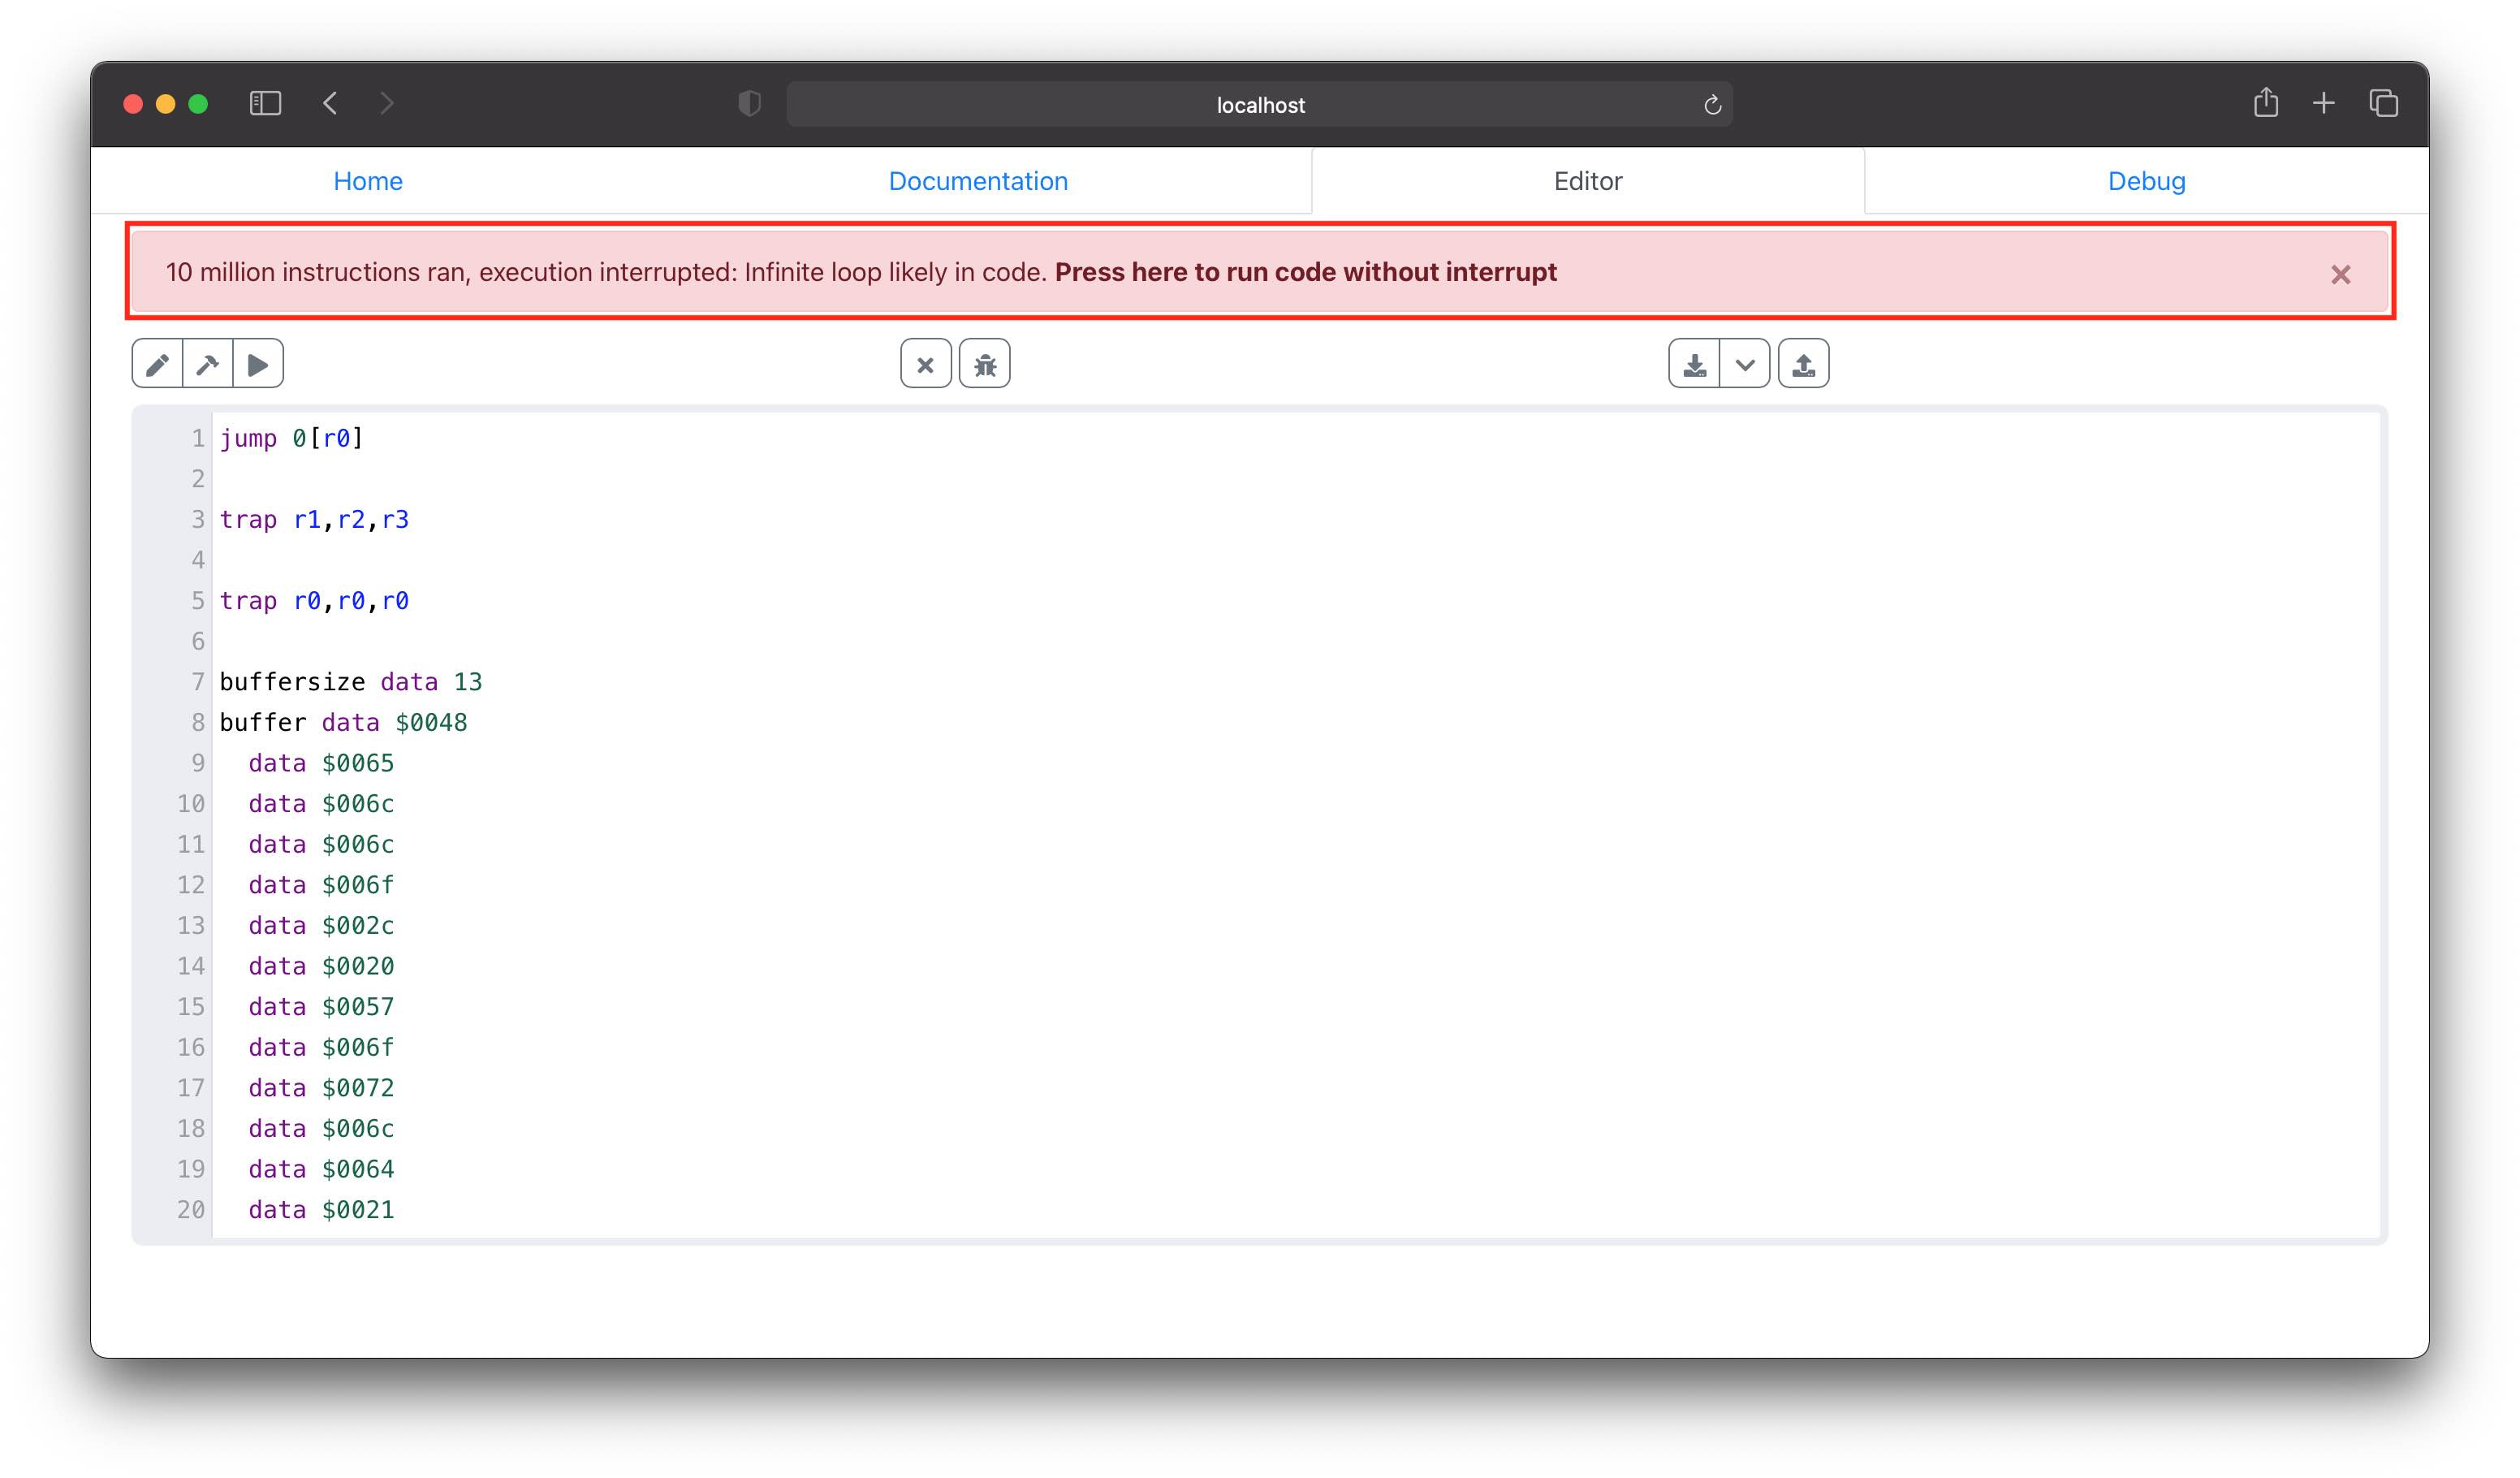 localhost
Home Documentation Editor Debug
10 million instructions ran, execution interrupted: Infinite loop likely in code. Press here to run code without interrupt
1 jump 0[r0]
2
3 trap r1,r2,r3
4
5 trap r0,r0,r0
6
7 buffersize data 13
8 buffer data $0048
9 data $0065
10 data $006c
11 data $006c
12 data $006f
13 data $002c
14 data $0020
15 data $0057
16 data $006f
17 data $0072
18 data $006c
19 data $0064
20 data $0021